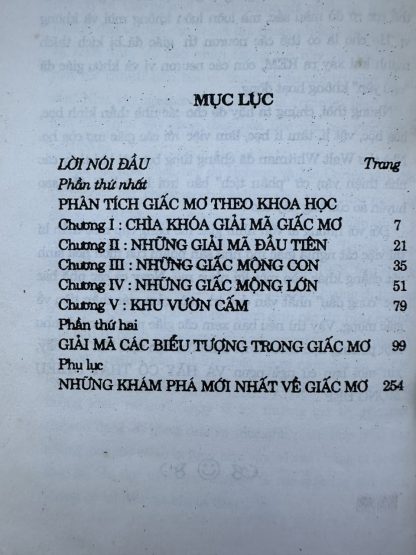 MỤC LỤC
LỜI NÓI ĐẦU Trang
Phần thứ nhất
PHÂN TÍCH GIẤC MƠ THEO KHOA HỌC
Chương I : CHÌA KHÓA GIẢI MÃ GIẤC MƠ 7
Chương II : NHỮNG GIẢI MÃ ĐẦU TIÊN 21
Chương III : NHỮNG GIẤC MỘNG CON 35
Chương IV : NHỮNG GIẤC MỘNG LỚN 51
Chương V : KHU VƯỜN CẤM 79
Phần thứ hai
GIẢI MÃ CÁC BIỂU TƯỢNG TRONG GIẤC MƠ 99
Phụ lục
NHỮNG KHÁM PHÁ MỚI NHẤT VỀ GIẤC MƠ 254